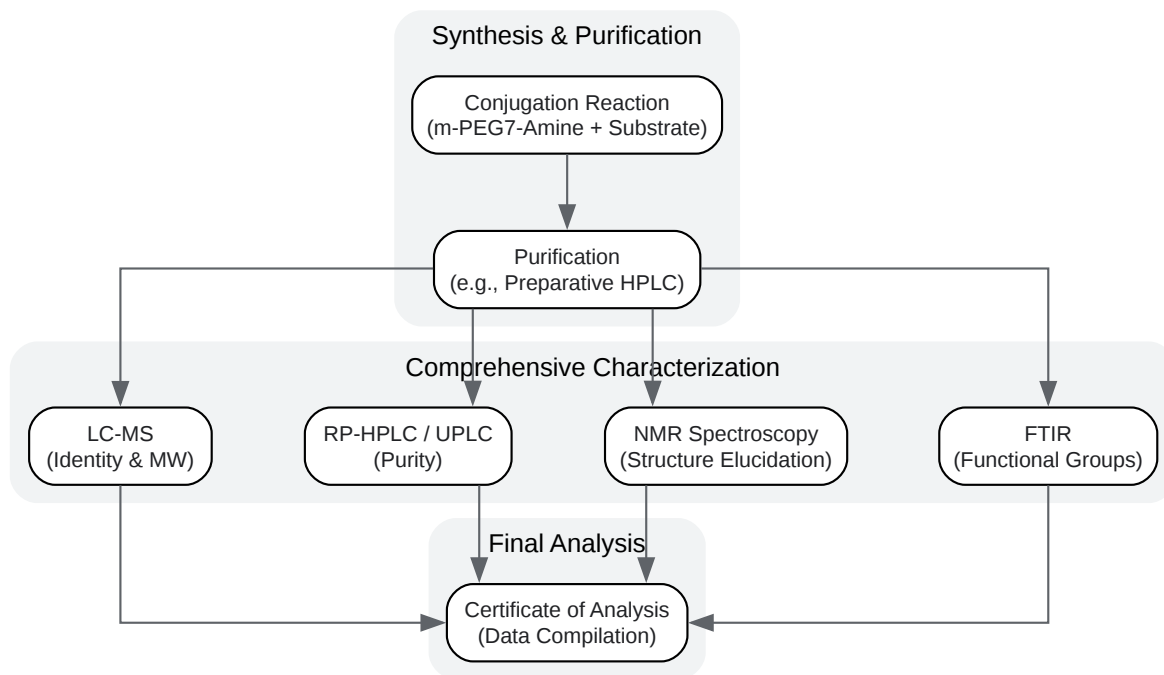 Synthesis & Purification
Conjugation Reaction
(m-PEG7-Amine + Substrate)
Purification
(e.g., Preparative HPLC)
Comprehensive Characterization
LC-MS
(Identity & MW)
RP-HPLC / UPLC
(Purity)
NMR Spectroscopy
(Structure Elucidation)
FTIR
(Functional Groups)
Final Analysis
Certificate of Analysis
(Data Compilation)